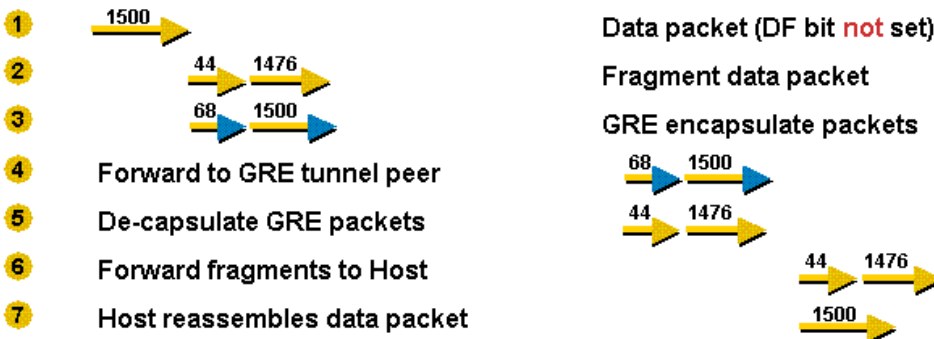 1 1500 Data packet (DF bit not set)
2 44 1476 Fragment data packet
3 68 1500 GRE encapsulate packets
4 Forward to GRE tunnel peer 68 1500
5 De-capsulate GRE packets 44 1476
6 Forward fragments to Host 44 1476
7 Host reassembles data packet 1500